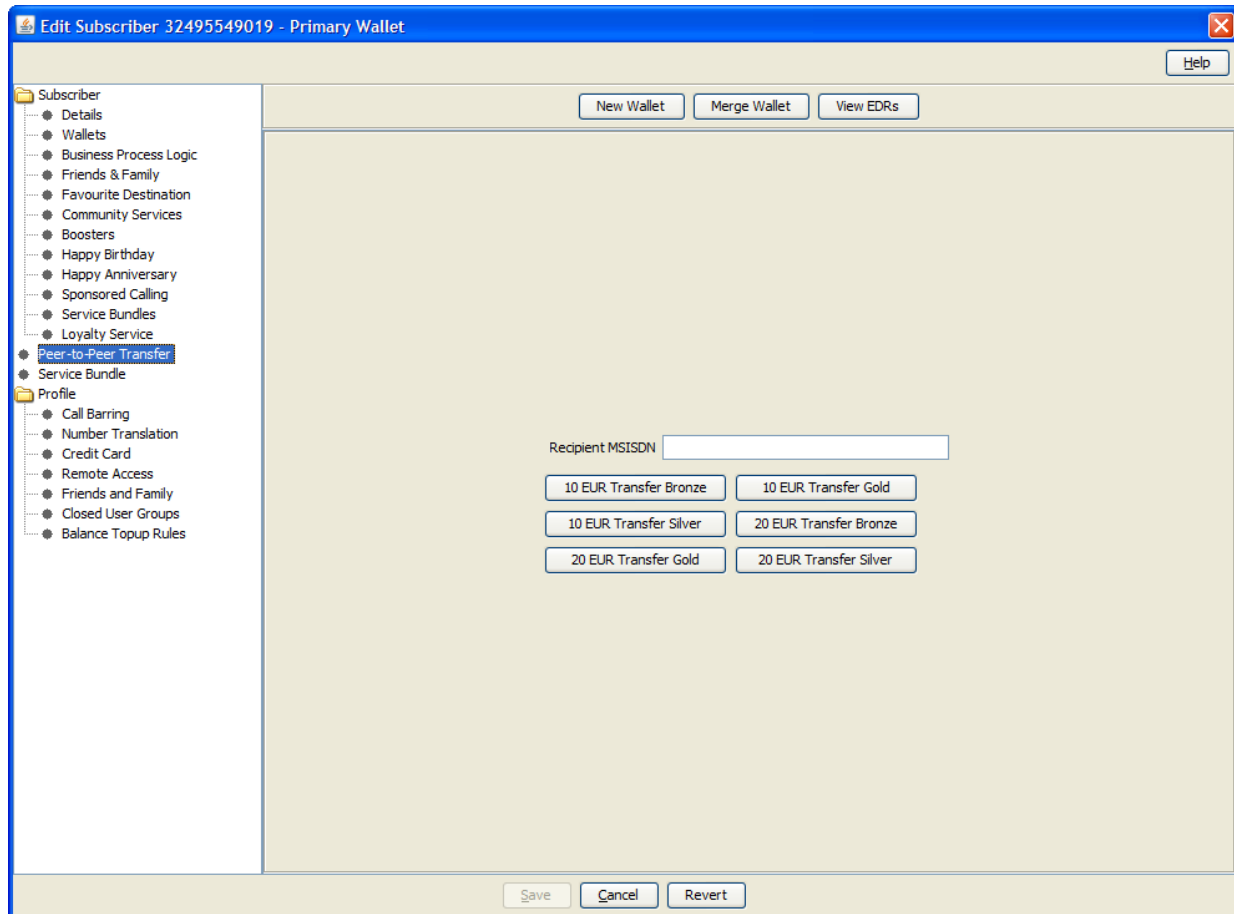 Edit Subscriber 32495549019 - Primary Wallet
Help
Subscriber
Details
Wallets
Business Process Logic
Friends & Family
Favourite Destination
Community Services
Boosters
Happy Birthday
Happy Anniversary
Sponsored Calling
Service Bundles
Loyalty Service
Peer-to-Peer Transfer
Service Bundle
Profile
Call Barring
Number Translation
Credit Card
Remote Access
Friends and Family
Closed User Groups
Balance Topup Rules
New Wallet Merge Wallet View EDRs
Recipient MSISDN
10 EUR Transfer Bronze 10 EUR Transfer Gold
10 EUR Transfer Silver 20 EUR Transfer Bronze
20 EUR Transfer Gold 20 EUR Transfer Silver
Save Cancel Revert